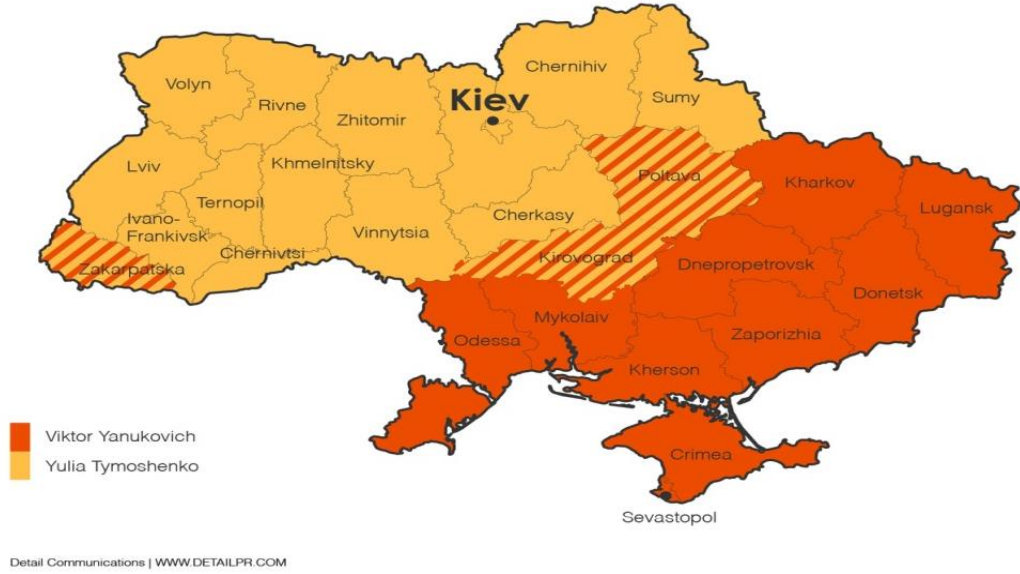 Chernihiv
Volyn
Sumy
Rivne
Kiev
Zhitomir
Lviv
Khmelnitsky
Poltava
Kharkov
Ternopil
Lugansk
Ivano-
Frankivsk
Cherkasy
Vinnytsia
Chernivtsi
Kirovograd
Zakarpatska
Dnepropetrovsk
Donetsk
Mykolaiv
Zaporizhia
Odessa
Kherson
Viktor Yanukovich
Crimea
Yulia Tymoshenko
Sevastopol
Detail Communications | WWW.DETAILPR.COM